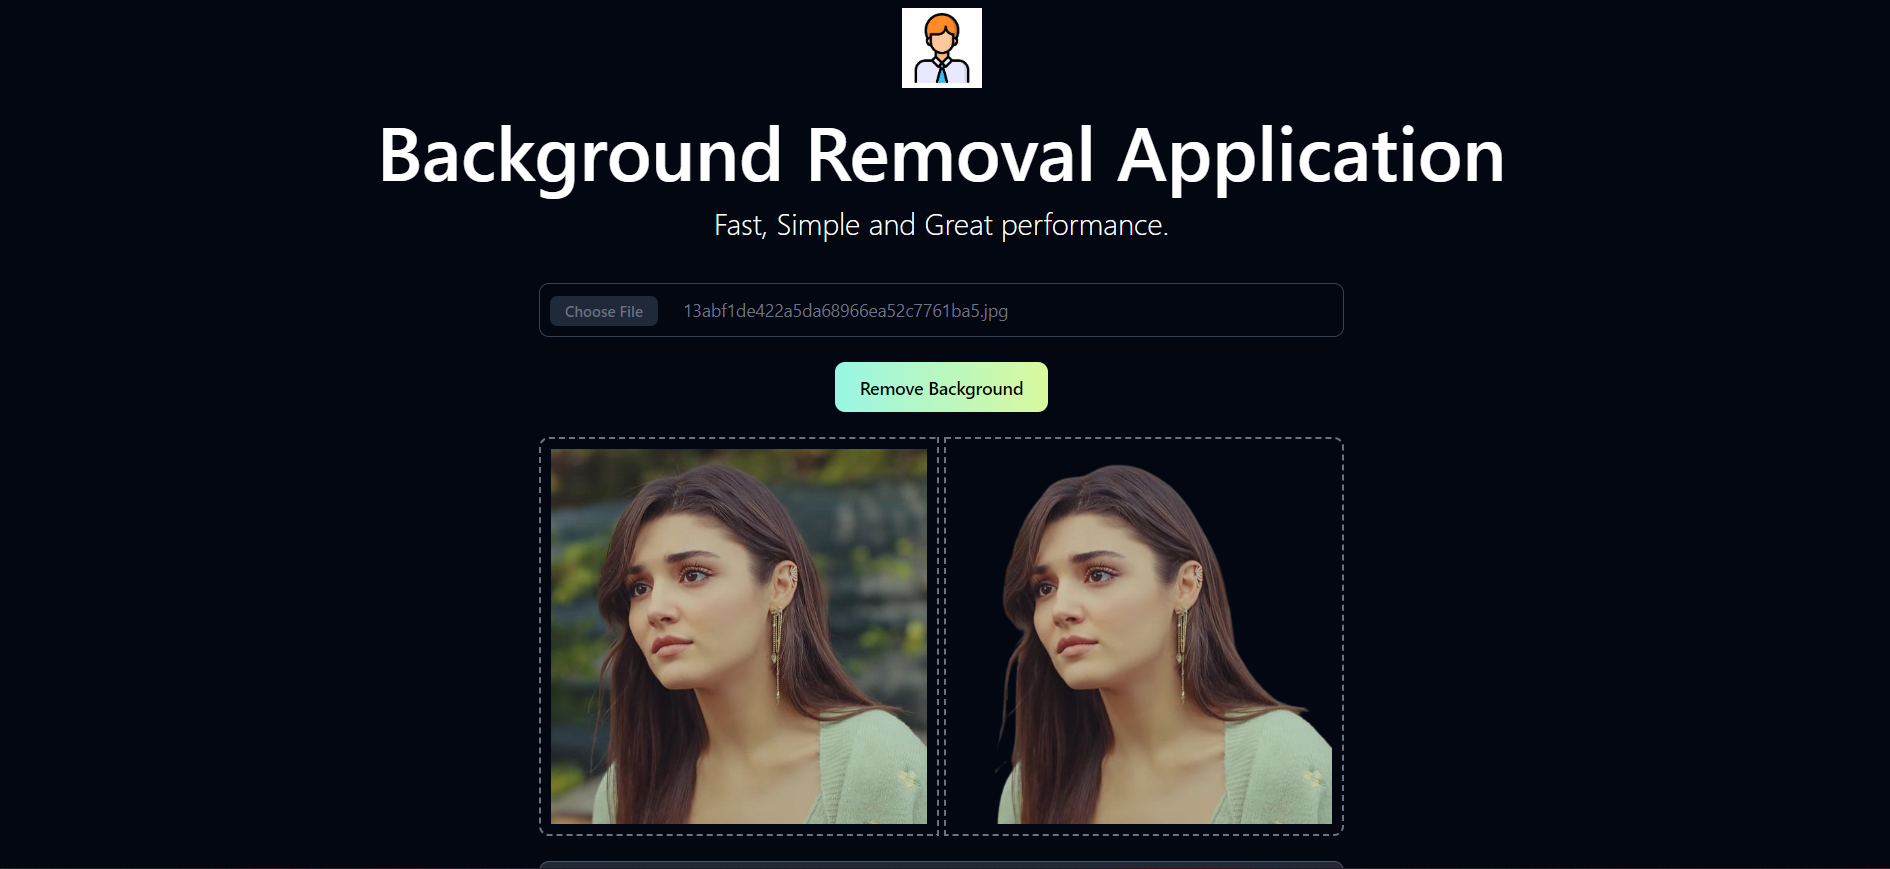 Background Removal Application
Fast, Simple and Great performance.
Choose File 13abf1de422a5da68966ea52c7761ba5.jpg
Remove Background